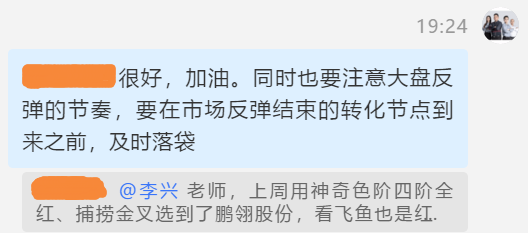 19:24
很好，加油。同时也要注意大盘反
弹的节奏，要在市场反弹结束的转化节点到
来之前，及时落袋
@李兴 老师，上周用神奇色阶四阶全
红、捕捞金叉选到了鹏翎股份，看飞鱼也是红.